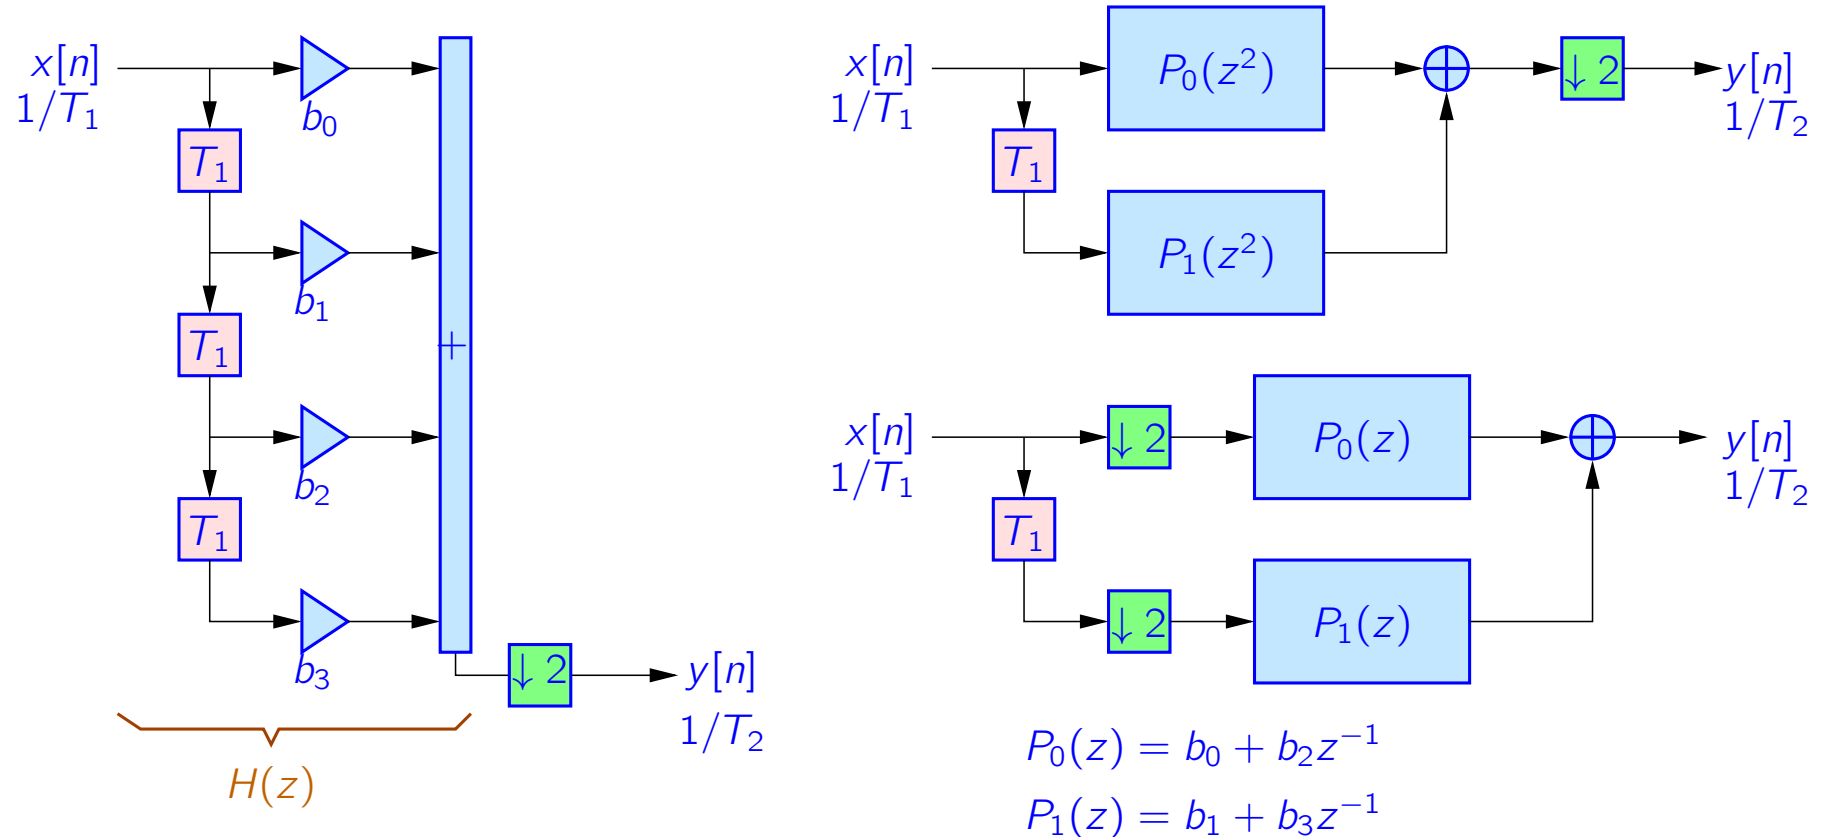 x[n]
1/T₁
b₀
T₁
b₁
T₁
+
b₂
T₁
b₃
↓ 2
y[n]
1/T₂
H(z)
x[n]
1/T₁
P₀(z²)
↓ 2
y[n]
1/T₂
T₁
P₁(z²)
x[n]
1/T₁
↓ 2
P₀(z)
y[n]
1/T₂
T₁
↓ 2
P₁(z)
P₀(z) = b₀ + b₂z⁻¹
P₁(z) = b₁ + b₃z⁻¹